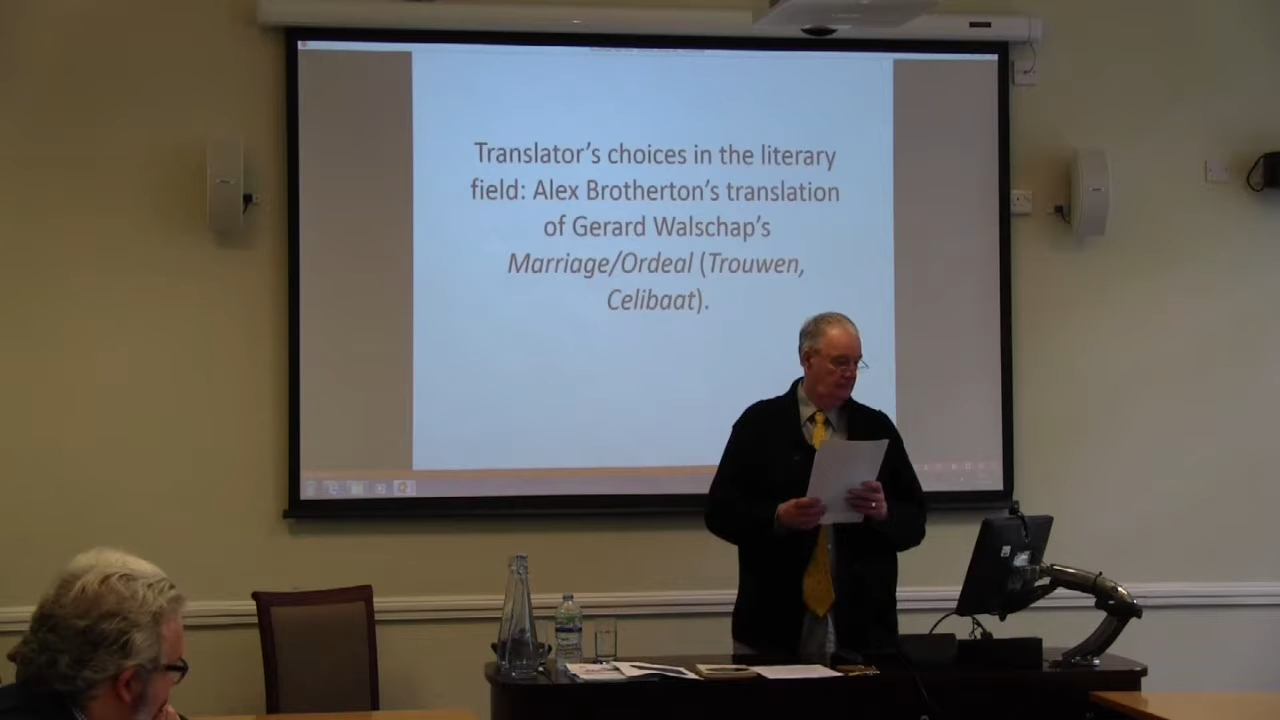 Translator's choices in the literary
field: Alex Brotherton's translation
of Gerard Walschap's
Marriage/Ordeal (Trouwen,
Celibaat).